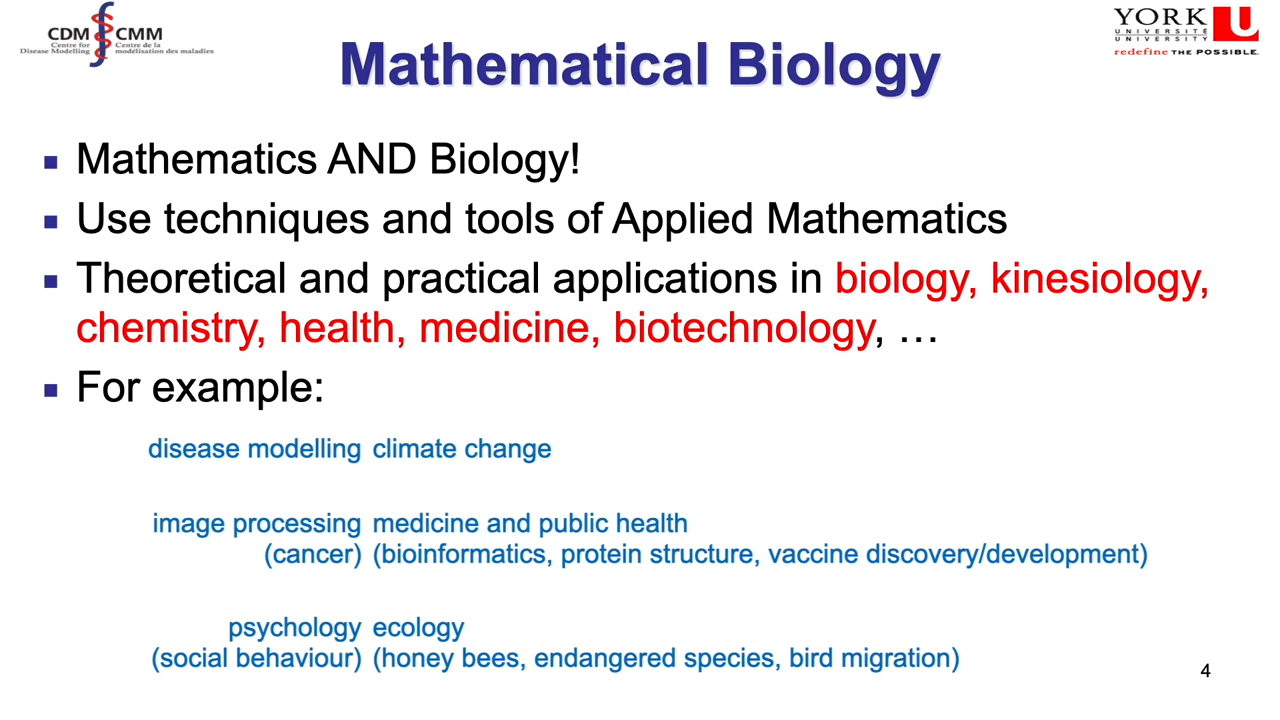 CDM CMM
Centre for Centre de la
Disease Modelling modélisation des maladies
YORK U
UNIVERSITÉ
UNIVERSITY
redefine THE POSSIBLE.
Mathematical Biology
Mathematics AND Biology!
Use techniques and tools of Applied Mathematics
Theoretical and practical applications in biology, kinesiology,
chemistry, health, medicine, biotechnology, …
For example:
disease modelling climate change
image processing medicine and public health
(cancer) (bioinformatics, protein structure, vaccine discovery/development)
psychology ecology
(social behaviour) (honey bees, endangered species, bird migration)
4